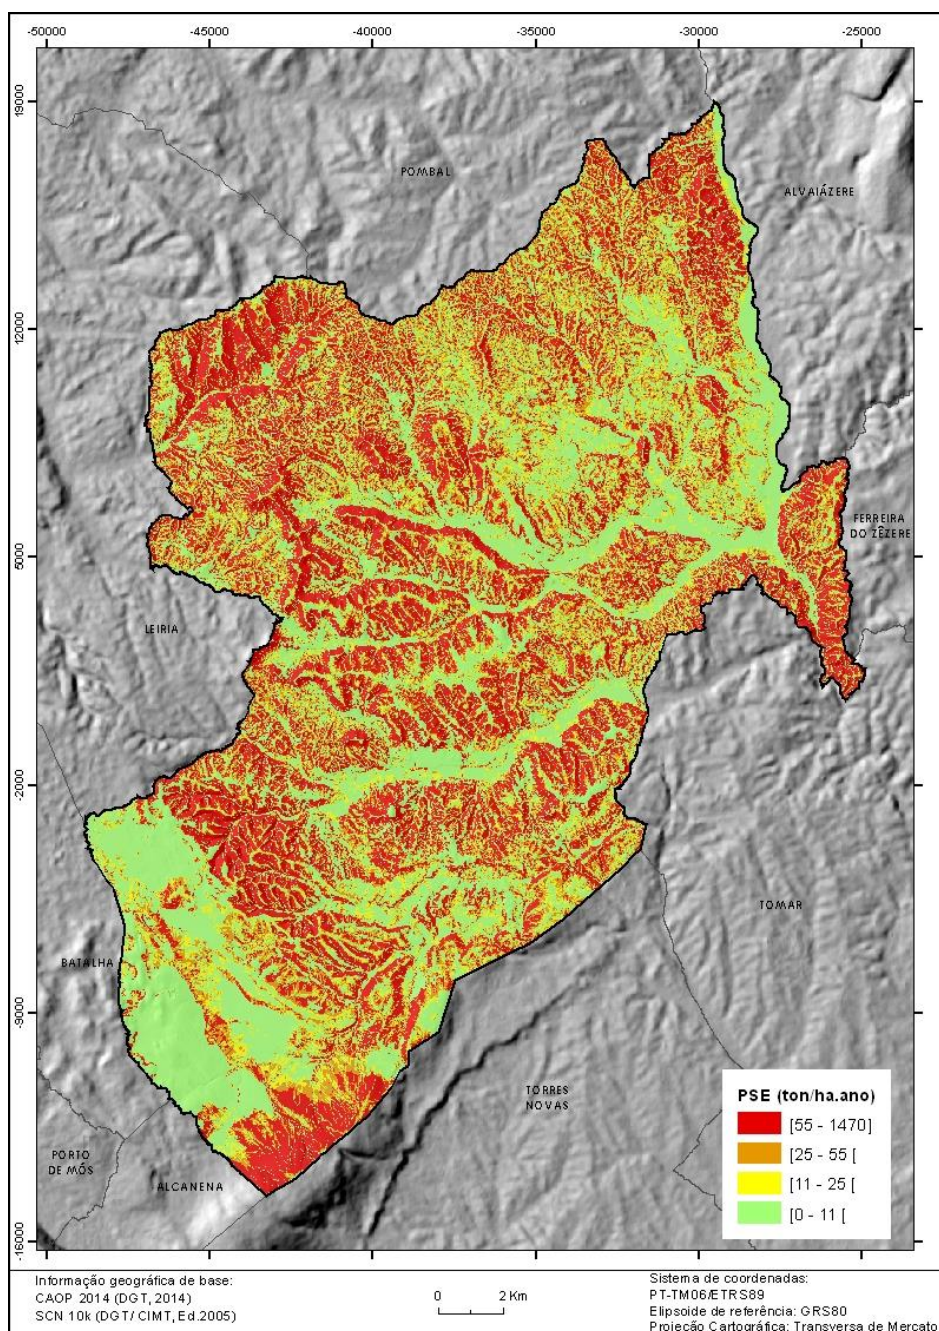 -50000 -45000 -40000 -35000 -30000 -25000
19000
POMBAL
ALVAIÁZERE
12000
FERREIRA
DO ZÊZERE
5000
LEIRIA
-2000
TOMAR
BATALHA
-9000
TORRES
NOVAS
PORTO
DE MÓS
ALCANENA
PSE (ton/ha.ano)
[55 - 1470]
[25 - 55 [
[11 - 25 [
[0 - 11 [
-16000
Informação geográfica de base:
CAOP 2014 (DGT, 2014)
SCN 10k (DGT/ CIMT, Ed.2005)
0 2 Km
Sistema de coordenadas:
PT-TM06/ETRS89
Elipsoide de referência: GRS80
Projeção Cartográfica: Transversa de Mercator